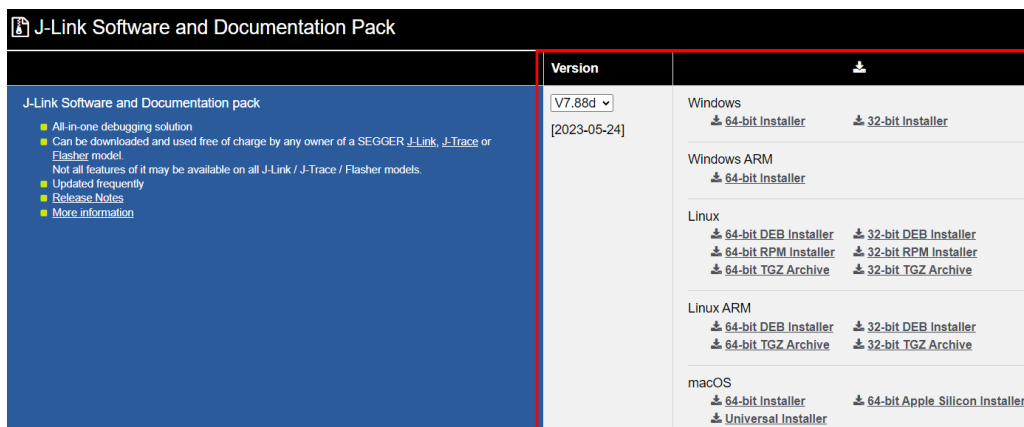 J-Link Software and Documentation Pack
Version
J-Link Software and Documentation pack
All-in-one debugging solution
Can be downloaded and used free of charge by any owner of a SEGGER J-Link, J-Trace or
Flasher model.
Not all features of it may be available on all J-Link / J-Trace / Flasher models.
Updated frequently
Release Notes
More information
V7.88d
[2023-05-24]
Windows
64-bit Installer 32-bit Installer
Windows ARM
64-bit Installer
Linux
64-bit DEB Installer 32-bit DEB Installer
64-bit RPM Installer 32-bit RPM Installer
64-bit TGZ Archive 32-bit TGZ Archive
Linux ARM
64-bit DEB Installer 32-bit DEB Installer
64-bit TGZ Archive 32-bit TGZ Archive
macOS
64-bit Installer 64-bit Apple Silicon Installer
Universal Installer